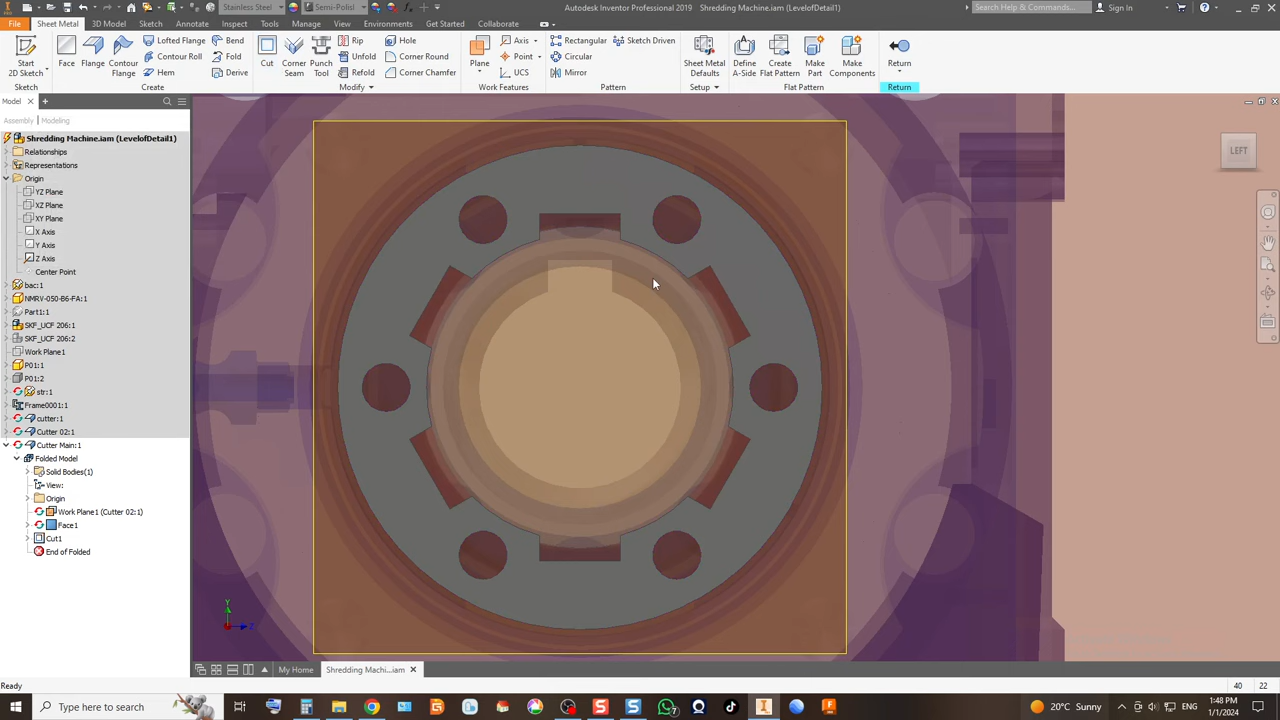 Stainless Steel
Semi-Polisl
Autodesk Inventor Professional 2019   Shredding Machine.iam (LevelofDetail1)
Search Help & Commands...
Sign In
File
Sheet Metal
3D Model
Sketch
Annotate
Inspect
Tools
Manage
View
Environments
Get Started
Collaborate
Start
2D Sketch
Face
Flange
Contour
Flange
Lofted Flange
Contour Roll
Hem
Bend
Fold
Derive
Cut
Corner
Seam
Punch
Tool
Rip
Unfold
Refold
Hole
Corner Round
Corner Chamfer
Plane
Axis
Point
UCS
Rectangular
Circular
Mirror
Sketch Driven
Sheet Metal
Defaults
Define
A-Side
Create
Flat Pattern
Make
Part
Make
Components
Return
Sketch
Create
Modify
Work Features
Pattern
Setup
Flat Pattern
Return
Model
Assembly
Modeling
Shredding Machine.iam (LevelofDetail1)
Relationships
Representations
Origin
YZ Plane
XZ Plane
XY Plane
X Axis
Y Axis
Z Axis
Center Point
bac:1
NMRV-050-B6-FA:1
Part1:1
SKF_UCF 206:1
SKF_UCF 206:2
Work Plane1
P01:1
P01:2
str:1
Frame0001:1
cutter:1
Cutter 02:1
Cutter Main:1
Folded Model
Solid Bodies(1)
View:
Origin
Work Plane1 (Cutter 02:1)
Face1
Cut1
End of Folded
LEFT
Y
Z
My Home
Shredding Machi...iam
Ready
40
22
Type here to search
20°C Sunny
1:48 PM
1/1/2024